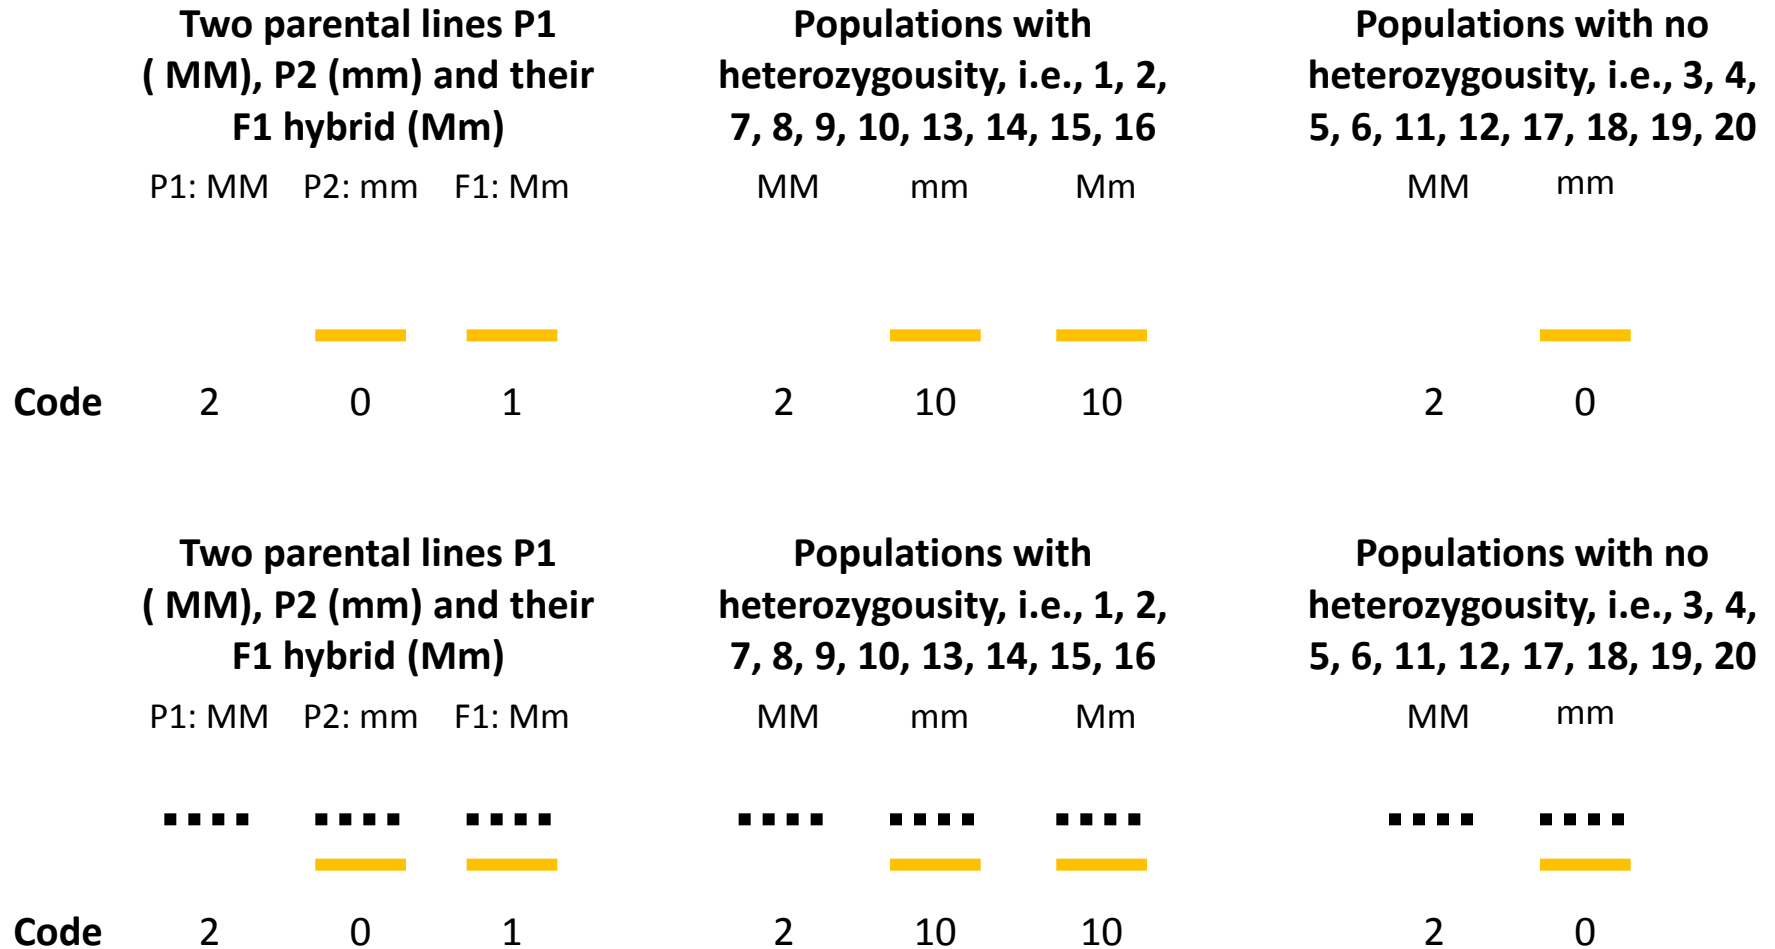 Two parental lines P1
( MM), P2 (mm) and their
F1 hybrid (Mm)
Populations with
heterozygousity, i.e., 1, 2,
7, 8, 9, 10, 13, 14, 15, 16
Populations with no
heterozygousity, i.e., 3, 4,
5, 6, 11, 12, 17, 18, 19, 20
P1: MM P2: mm F1: Mm
MM mm Mm
MM mm
Code 2 0 1 2 10 10 2 0
Two parental lines P1
( MM), P2 (mm) and their
F1 hybrid (Mm)
Populations with
heterozygousity, i.e., 1, 2,
7, 8, 9, 10, 13, 14, 15, 16
Populations with no
heterozygousity, i.e., 3, 4,
5, 6, 11, 12, 17, 18, 19, 20
P1: MM P2: mm F1: Mm
MM mm Mm
MM mm
Code 2 0 1 2 10 10 2 0